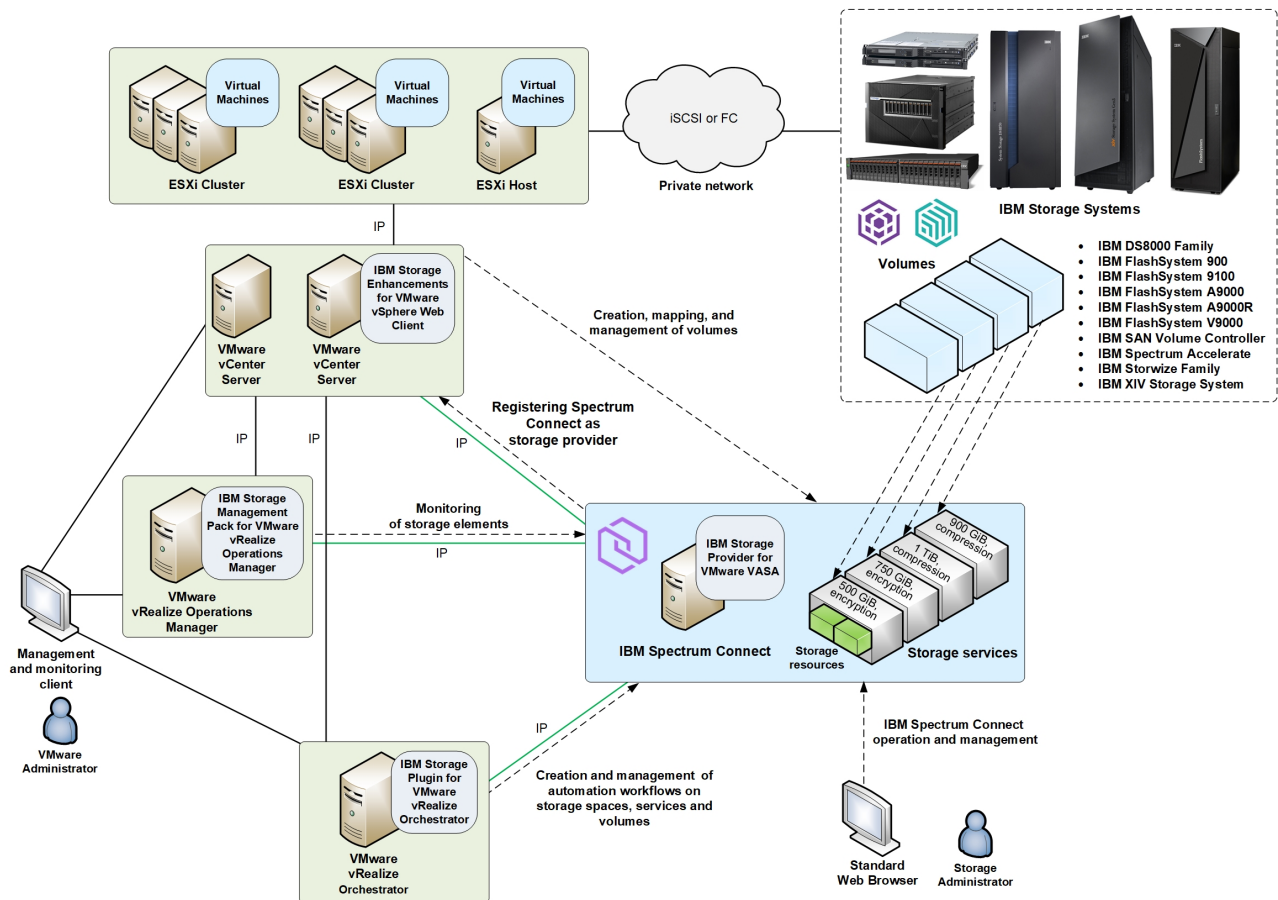 Virtual
Machines
Virtual
Machines
Virtual
Machines
ESXi Cluster
ESXi Cluster
ESXi Host
iSCSI or FC
Private network
IBM Storage Systems
Volumes
• IBM DS8000 Family
• IBM FlashSystem 900
• IBM FlashSystem 9100
• IBM FlashSystem A9000
• IBM FlashSystem A9000R
• IBM FlashSystem V9000
• IBM SAN Volume Controller
• IBM Spectrum Accelerate
• IBM Storwize Family
• IBM XIV Storage System
IP
IBM Storage
Enhancements
for VMware
vSphere Web
Client
VMware
vCenter
Server
VMware
vCenter
Server
Creation, mapping, and
management of volumes
Registering Spectrum
Connect as
storage provider
IP
IP
IP
IBM Storage
Management
Pack for VMware
vRealize
Operations
Manager
VMware
vRealize Operations
Manager
Monitoring
of storage elements
IP
IBM Storage
Provider for
VMware VASA
IBM Spectrum Connect
900 GiB,
compression
1 TiB,
compression
750 GiB,
encryption
500 GiB,
encryption
Storage
resources
Storage services
Management
and monitoring
client
VMware
Administrator
IP
IBM Storage
Plugin for
VMware
vRealize
Orchestrator
VMware
vRealize
Orchestrator
Creation and management of
automation workflows on
storage spaces, services and
volumes
IBM Spectrum Connect
operation and management
Standard
Web Browser
Storage
Administrator